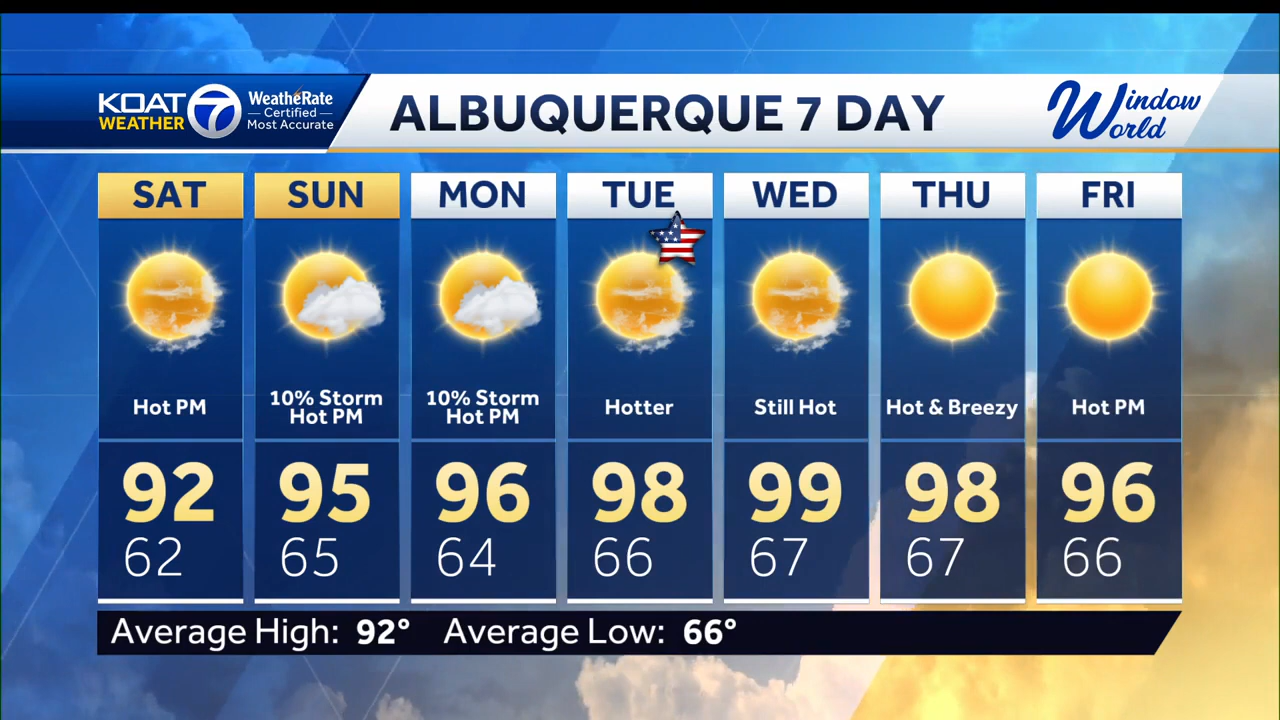 KOAT
WEATHER
7
WeatheRate
Certified
Most Accurate
ALBUQUERQUE 7 DAY
Window
World
SAT
SUN
MON
TUE
WED
THU
FRI
Hot PM
10% Storm
Hot PM
10% Storm
Hot PM
Hotter
Still Hot
Hot & Breezy
Hot PM
92
95
96
98
99
98
96
62
65
64
66
67
67
66
Average High: 92° Average Low: 66°